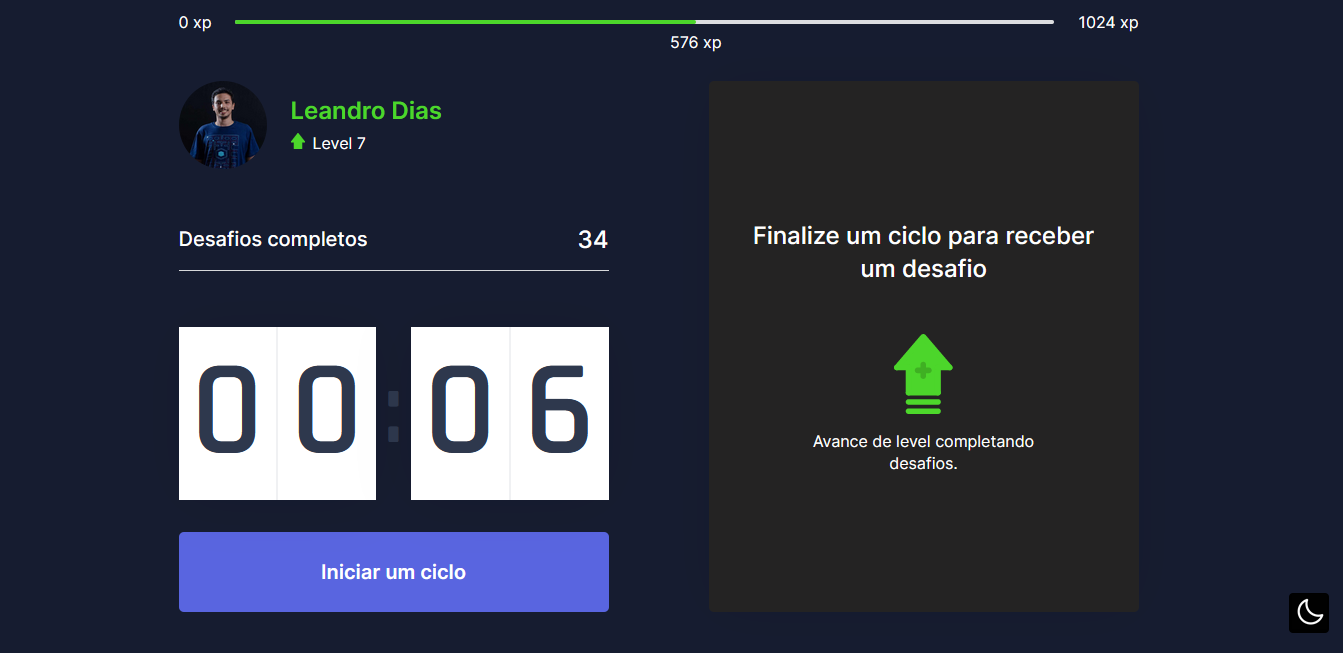 0 xp
1024 xp
576 xp
Leandro Dias
Level 7
Desafios completos
34
00:06
Iniciar um ciclo
Finalize um ciclo para receber
um desafio
Avance de level completando
desafios.